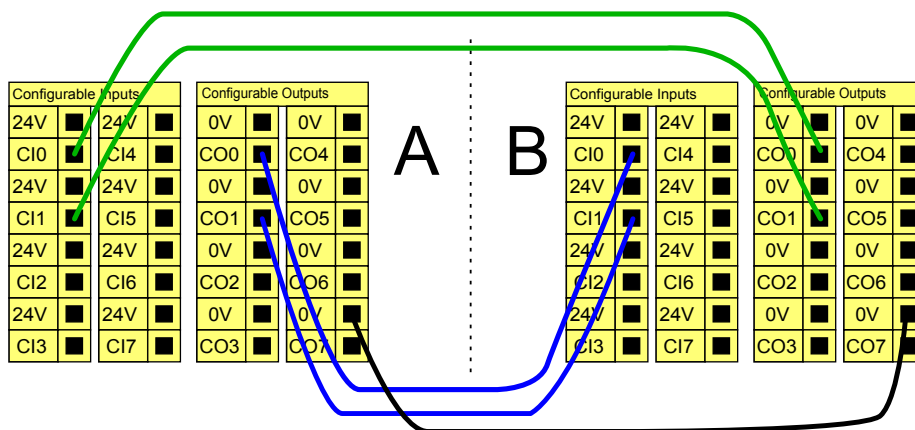 Configurable Inputs
24V 24V
CI0 CI4
24V 24V
CI1 CI5
24V 24V
CI2 CI6
24V 24V
CI3 CI7
Configurable Outputs
0V 0V
CO0 CO4
0V 0V
CO1 CO5
0V 0V
CO2 CO6
0V 0V
CO3 CO7
A
B
Configurable Inputs
24V 24V
CI0 CI4
24V 24V
CI1 CI5
24V 24V
CI2 CI6
24V 24V
CI3 CI7
Configurable Outputs
0V 0V
CO0 CO4
0V 0V
CO1 CO5
0V 0V
CO2 CO6
0V 0V
CO3 CO7